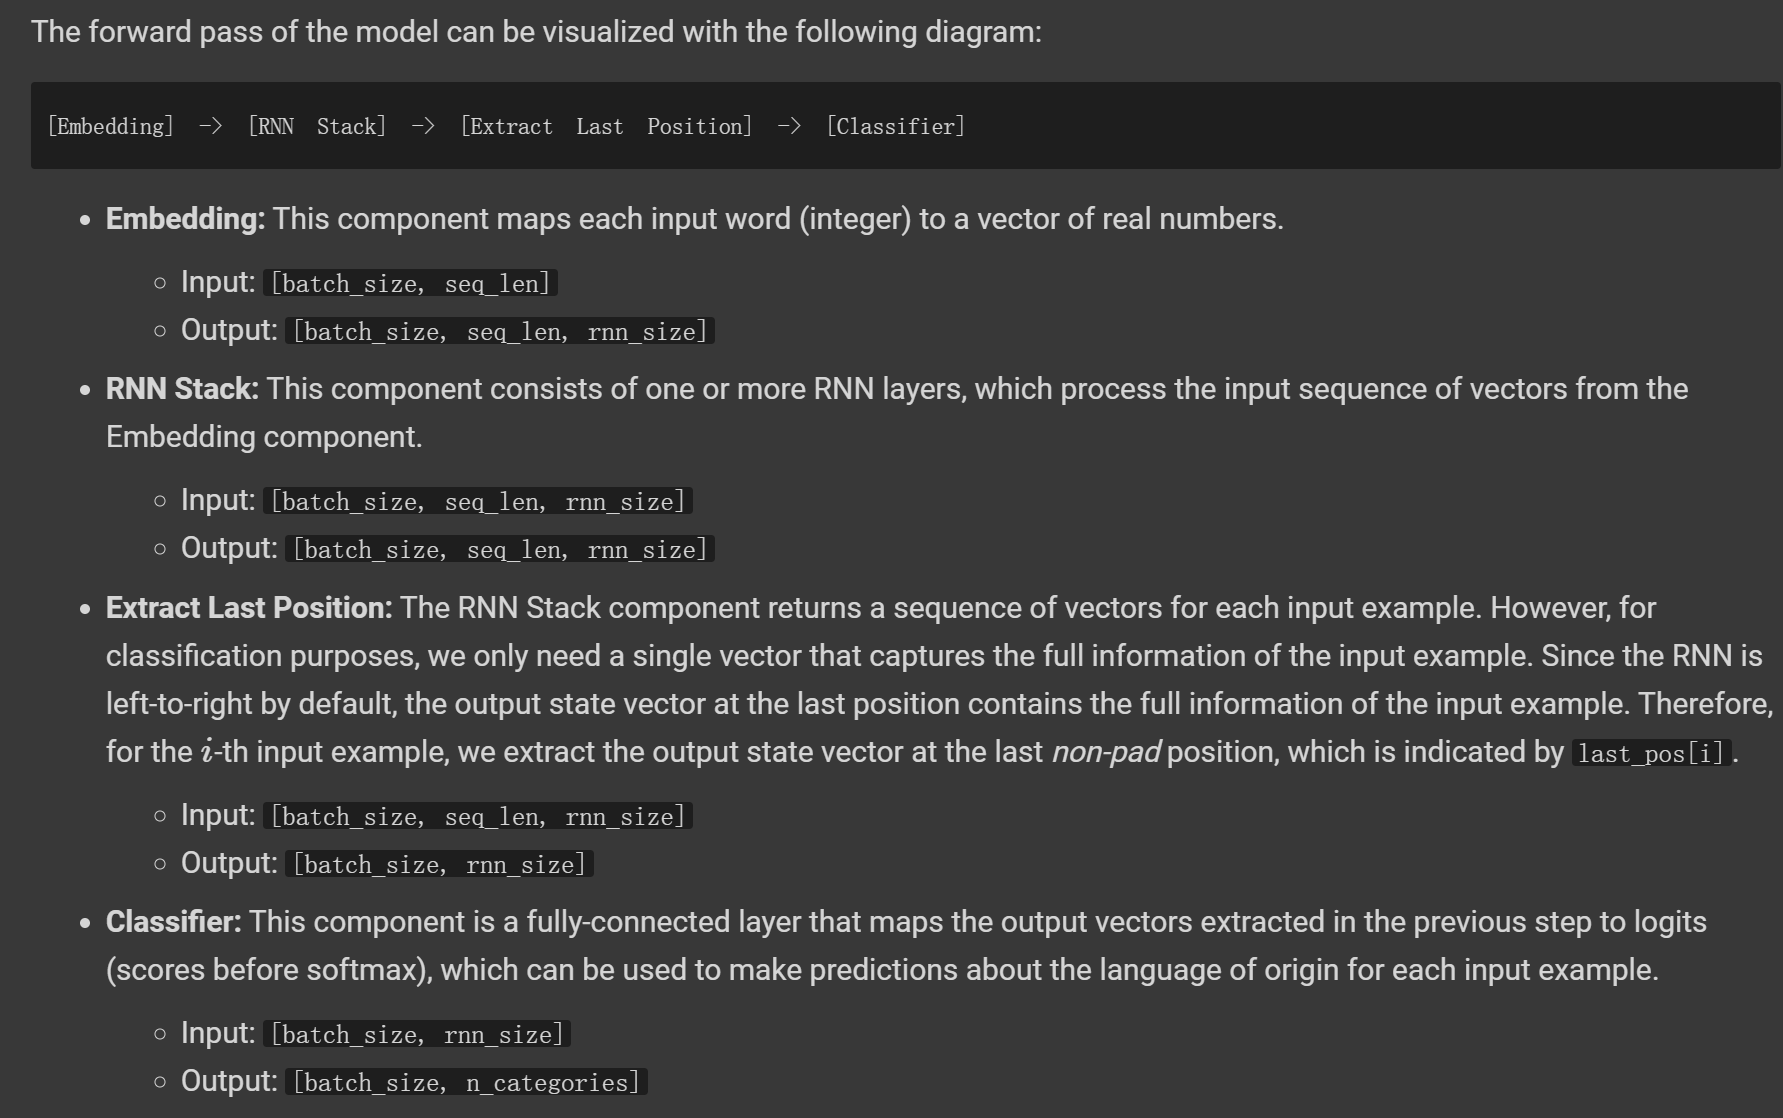 The forward pass of the model can be visualized with the following diagram:
[Embedding] -> [RNN Stack] -> [Extract Last Position] -> [Classifier]
• Embedding: This component maps each input word (integer) to a vector of real numbers.
○ Input: [batch_size, seq_len]
○ Output: [batch_size, seq_len, rnn_size]
• RNN Stack: This component consists of one or more RNN layers, which process the input sequence of vectors from the
Embedding component.
○ Input: [batch_size, seq_len, rnn_size]
○ Output: [batch_size, seq_len, rnn_size]
• Extract Last Position: The RNN Stack component returns a sequence of vectors for each input example. However, for
classification purposes, we only need a single vector that captures the full information of the input example. Since the RNN is
left-to-right by default, the output state vector at the last position contains the full information of the input example. Therefore,
for the i-th input example, we extract the output state vector at the last non-pad position, which is indicated by last_pos[i].
○ Input: [batch_size, seq_len, rnn_size]
○ Output: [batch_size, rnn_size]
• Classifier: This component is a fully-connected layer that maps the output vectors extracted in the previous step to logits
(scores before softmax), which can be used to make predictions about the language of origin for each input example.
○ Input: [batch_size, rnn_size]
○ Output: [batch_size, n_categories]